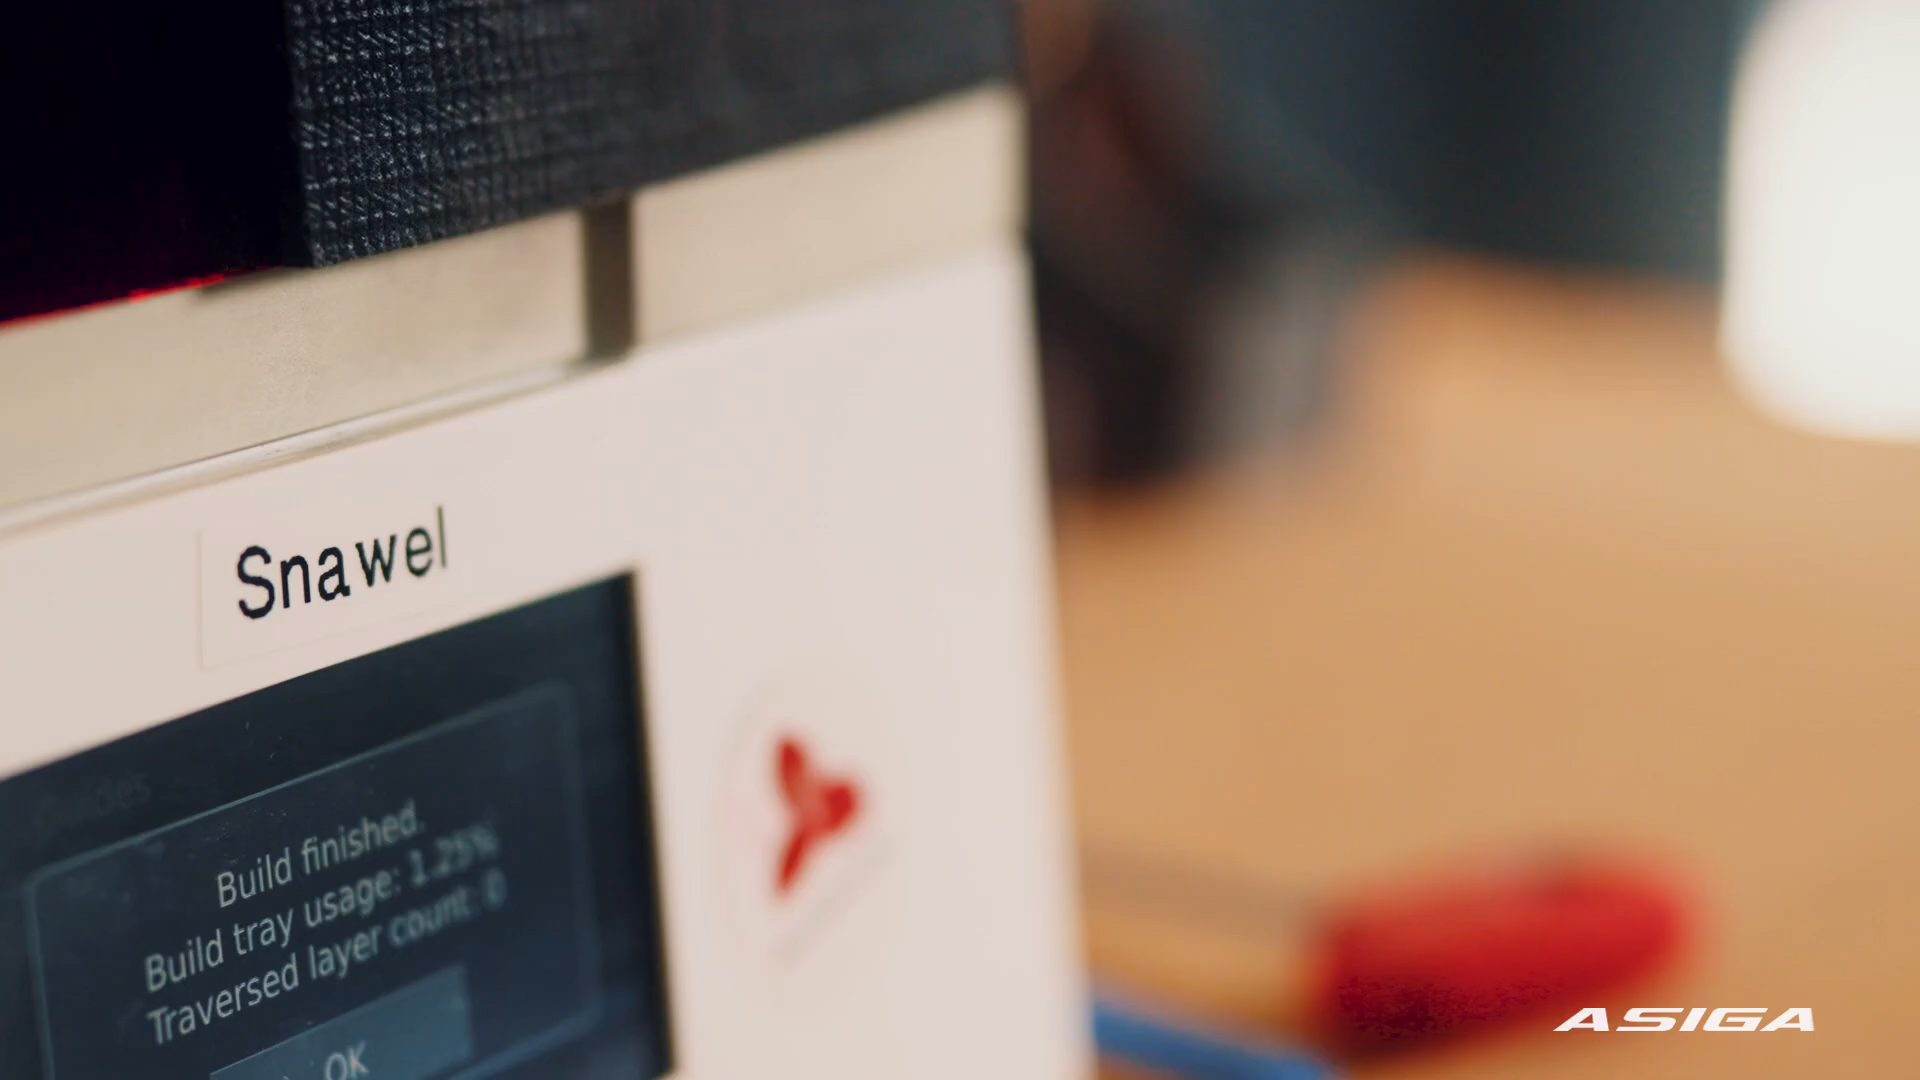 Snawel
Build finished.
Build tray usage: 1.25%
Traversed layer count: 0
OK
ASIGA